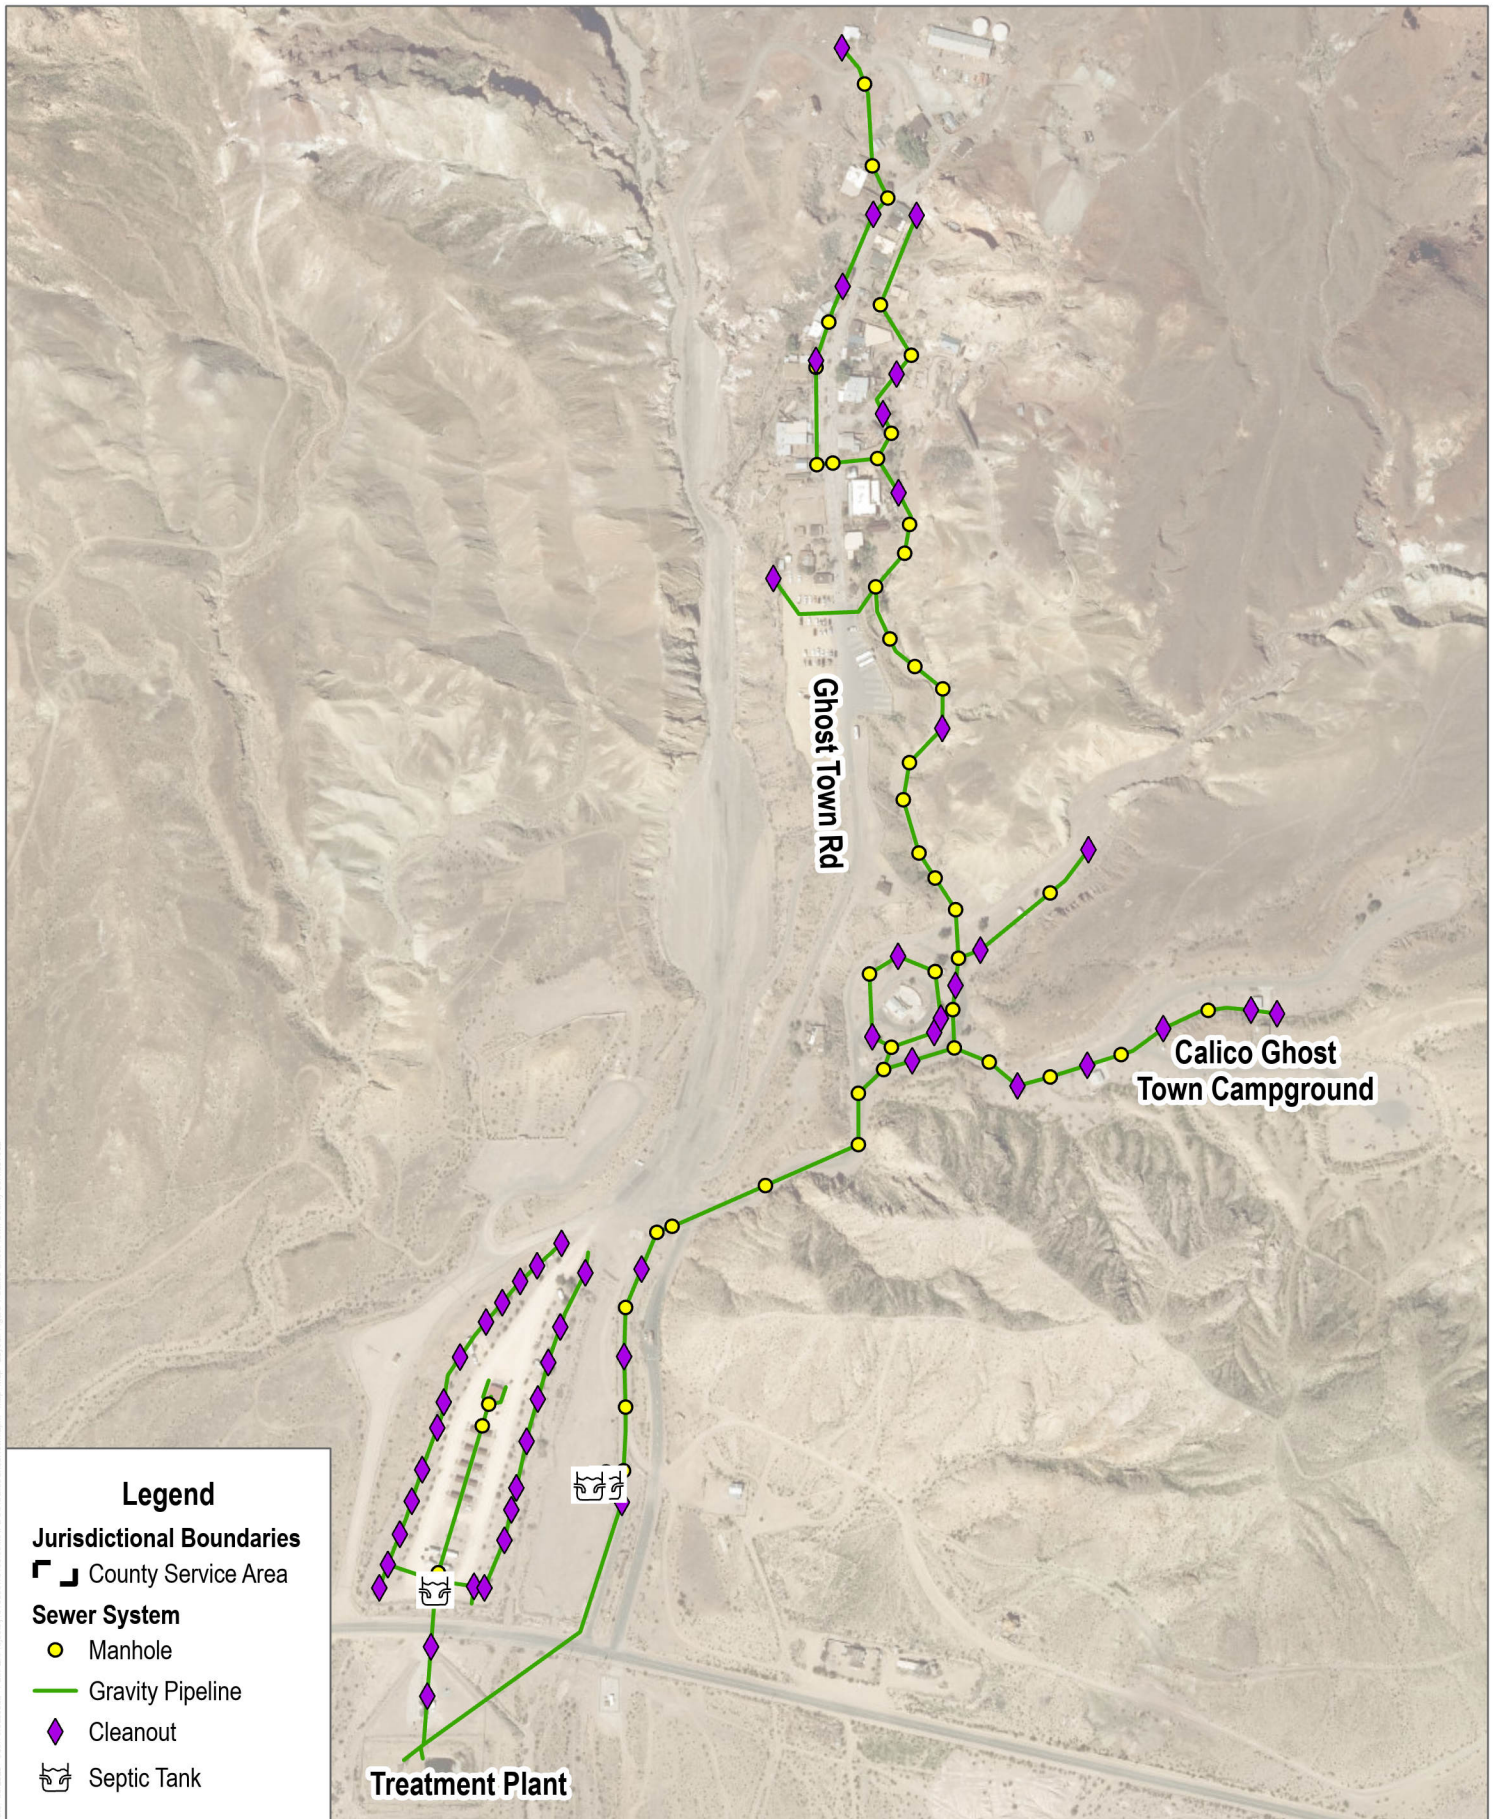 Ghost Town Rd
Calico Ghost
Town Campground
Legend
Jurisdictional Boundaries
County Service Area
Sewer System
Manhole
Gravity Pipeline
Cleanout
Septic Tank
Treatment Plant